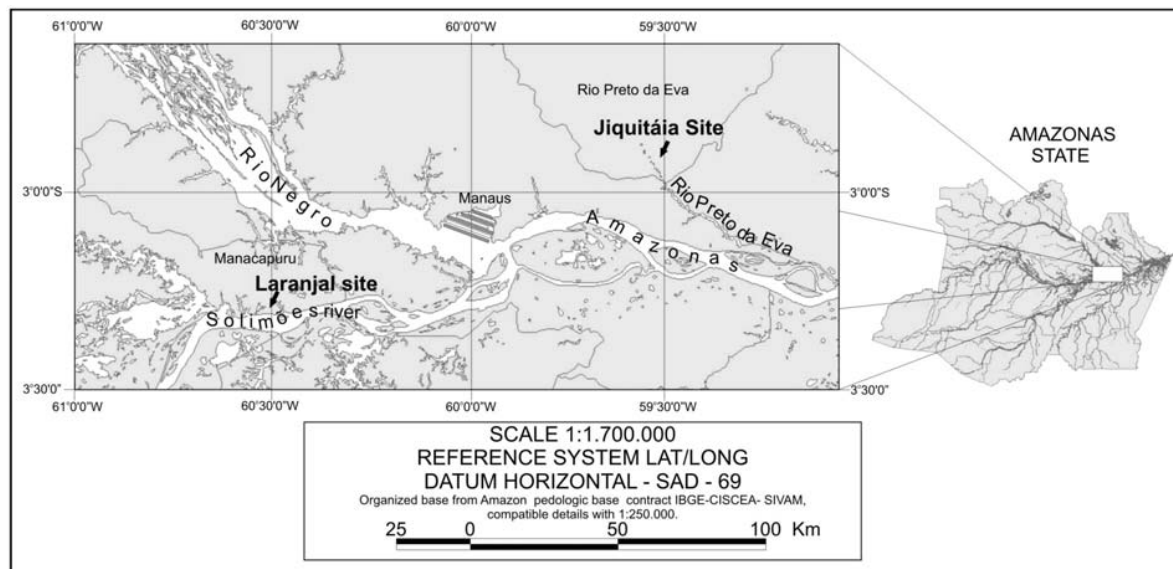 61°0'0"W
60°30'0"W
60°0'0"W
59°30'0"W
Rio Preto da Eva
Jiquitáia Site
AMAZONAS
STATE
3°0'0"S
Rio Negro
Manaus
Rio Preto da Eva
3°0'0"S
Amazonas
Manacapuru
Laranjal site
Solimões river
3°30'0"S
3°30'0"
61°0'0"W
60°30'0"W
60°0'0"W
59°30'0"W
SCALE 1:1.700.000
REFERENCE SYSTEM LAT/LONG
DATUM HORIZONTAL - SAD - 69
Organized base from Amazon pedologic base contract IBGE-CISCEA- SIVAM,
compatible details with 1:250.000.
25 0 50 100 Km